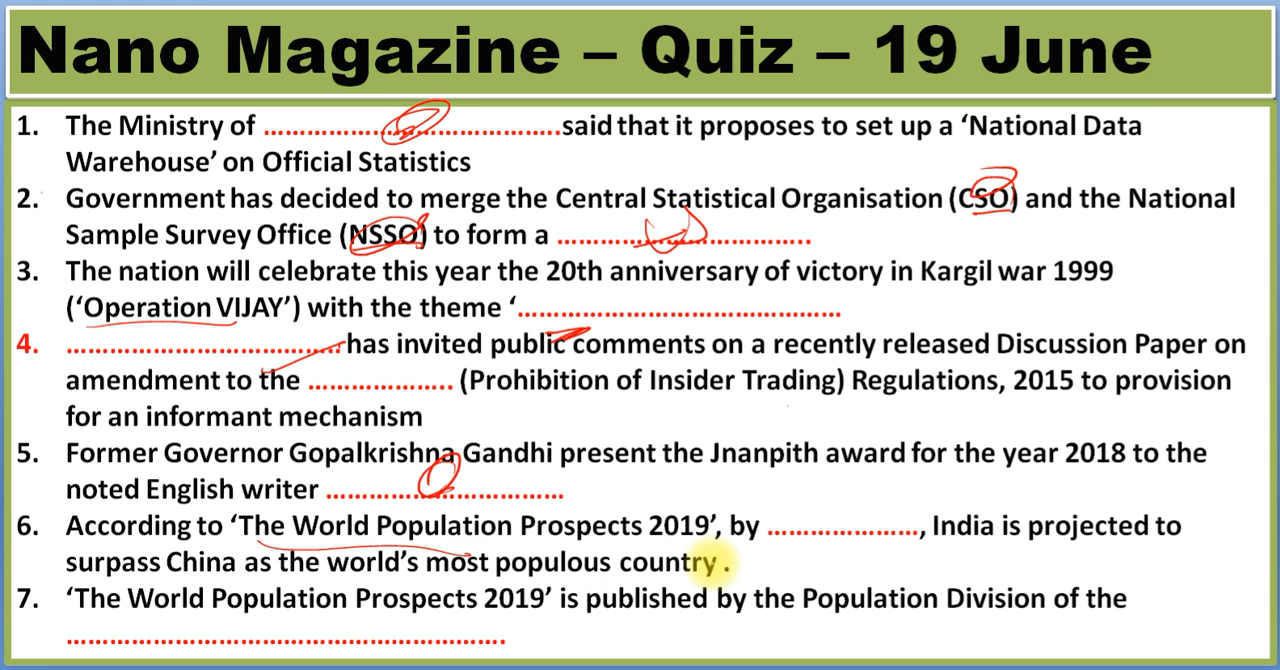 Nano Magazine – Quiz – 19 June
1. The Ministry of ……………………………………..said that it proposes to set up a ‘National Data
Warehouse’ on Official Statistics
2. Government has decided to merge the Central Statistical Organisation (CSO) and the National
Sample Survey Office (NSSO) to form a ………………………………..
3. The nation will celebrate this year the 20th anniversary of victory in Kargil war 1999
(‘Operation VIJAY’) with the theme ‘…………………………………………
4. …………………………………..has invited public comments on a recently released Discussion Paper on
amendment to the ……………….. (Prohibition of Insider Trading) Regulations, 2015 to provision
for an informant mechanism
5. Former Governor Gopalkrishna Gandhi present the Jnanpith award for the year 2018 to the
noted English writer ……………………………
6. According to ‘The World Population Prospects 2019’, by …………………, India is projected to
surpass China as the world’s most populous country .
7. ‘The World Population Prospects 2019’ is published by the Population Division of the
…………………………………………………….